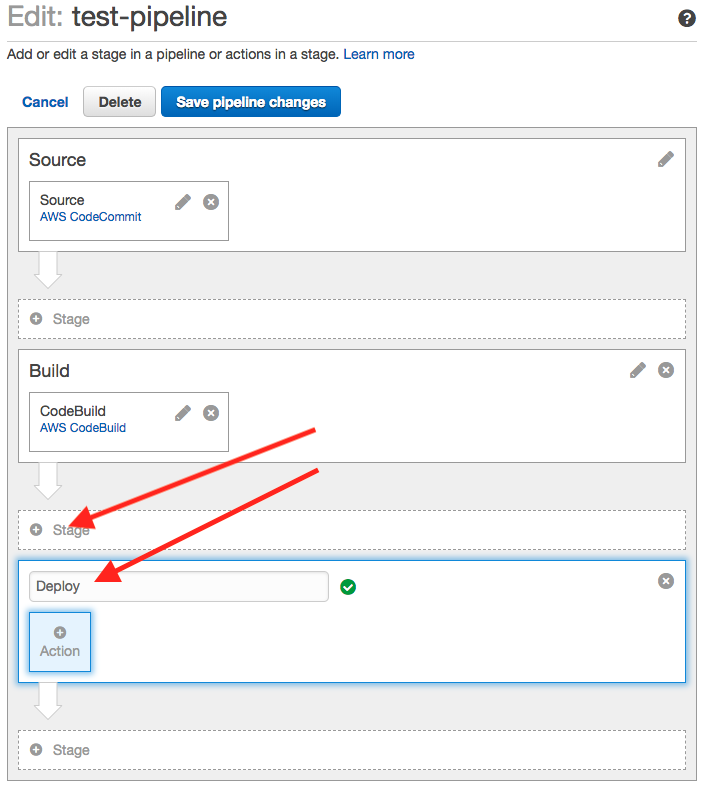 Edit: test-pipeline
Add or edit a stage in a pipeline or actions in a stage. Learn more
Cancel Delete Save pipeline changes
Source
Source
AWS CodeCommit
Stage
Build
CodeBuild
AWS CodeBuild
Stage
Deploy
Action
Stage